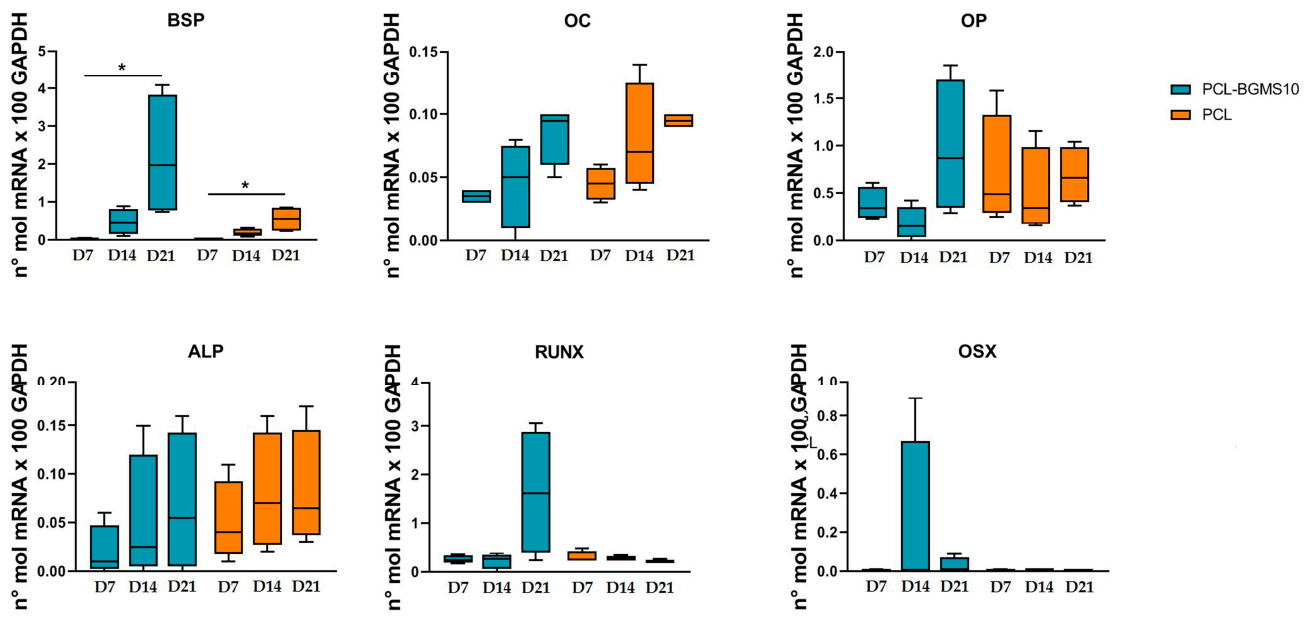 BSP
n° mol mRNA x 100 GAPDH
5
4
3
2
1
0
*
*
D7 D14 D21 D7 D14 D21
OC
n° mol mRNA x 100 GAPDH
0.15
0.10
0.05
0.00
D7 D14 D21 D7 D14 D21
OP
n° mol mRNA x 100 GAPDH
2.0
1.5
1.0
0.5
0.0
D7 D14 D21 D7 D14 D21
PCL-BGMS10
PCL
ALP
n° mol mRNA x 100 GAPDH
0.20
0.15
0.10
0.05
0.00
D7 D14 D21 D7 D14 D21
RUNX
n° mol mRNA x 100 GAPDH
4
3
2
1
0
D7 D14 D21 D7 D14 D21
OSX
n° mol mRNA x 100 GAPDH
1.0
0.8
0.6
0.4
0.2
0.0
D7 D14 D21 D7 D14 D21